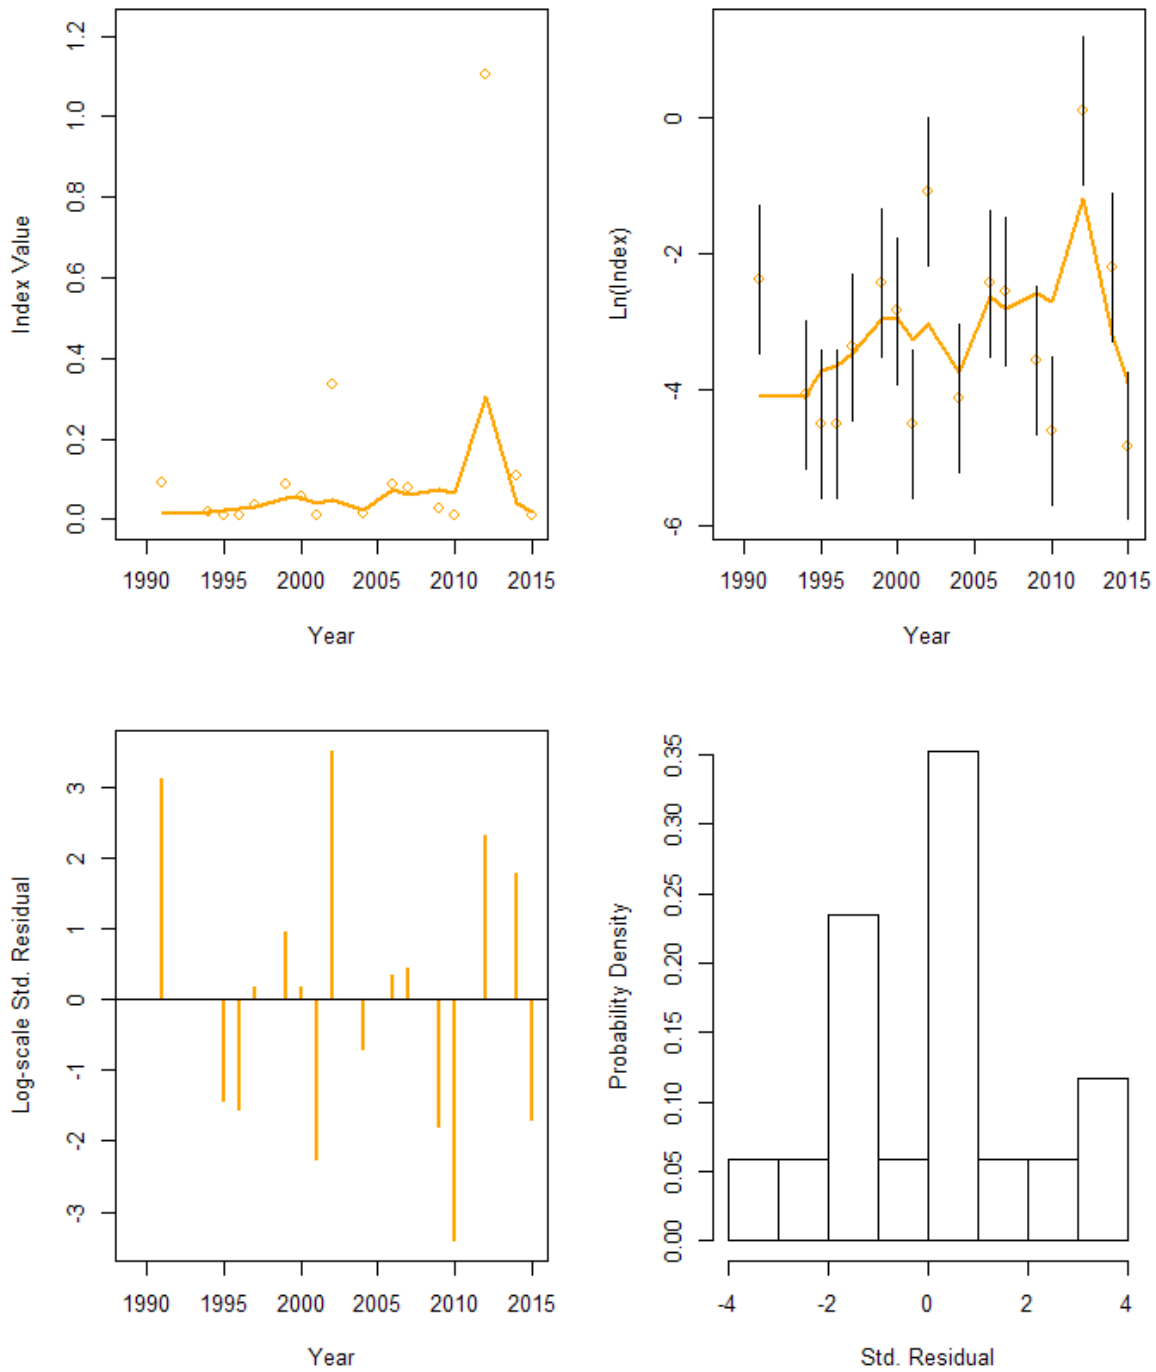 Index Value
1.2
1.0
0.8
0.6
0.4
0.2
0.0
1990 1995 2000 2005 2010 2015
Year
Ln(Index)
0
-2
-4
-6
1990 1995 2000 2005 2010 2015
Year
Log-scale Std. Residual
3
2
1
0
-1
-2
-3
1990 1995 2000 2005 2010 2015
Year
Probability Density
0.35
0.30
0.25
0.20
0.15
0.10
0.05
0.00
-4 -2 0 2 4
Std. Residual